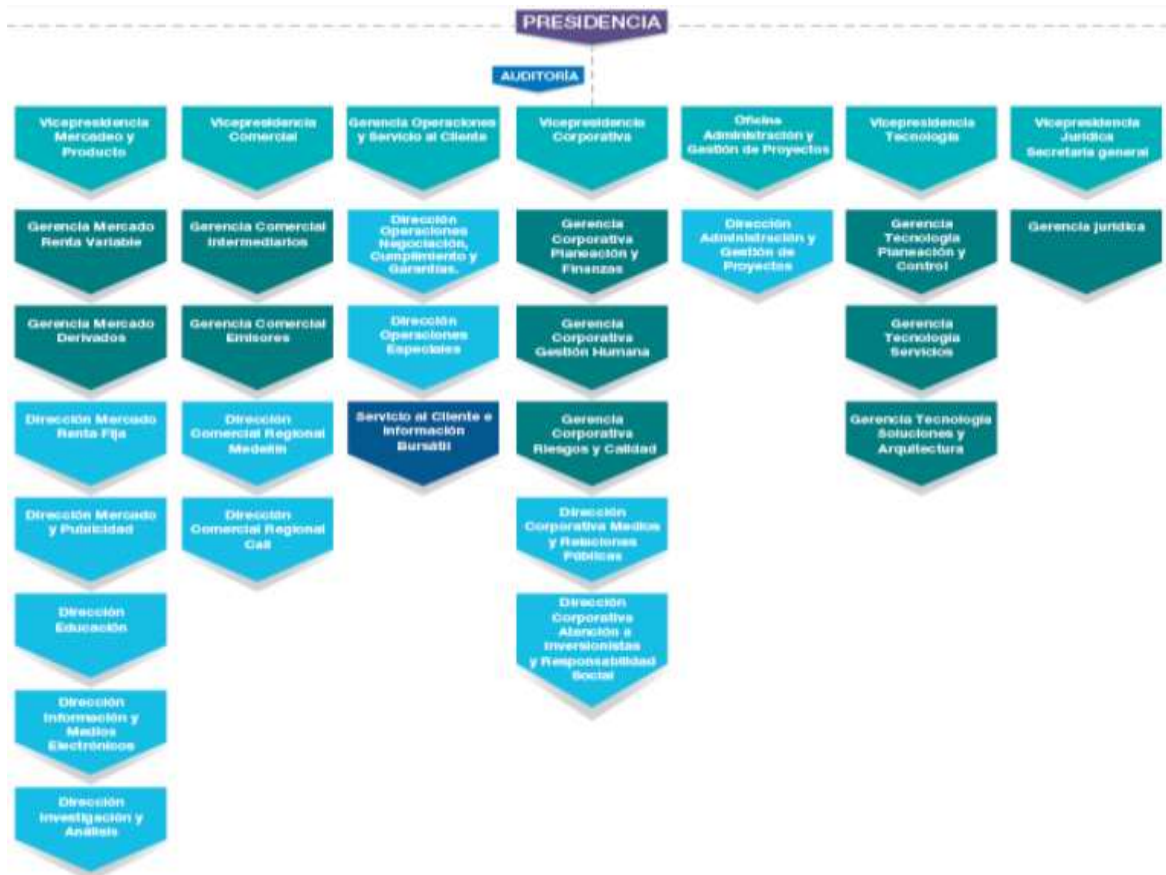 PRESIDENCIA
AUDITORÍA
Vicepresidencia
Mercadeo y
Producto
Gerencia Mercado
Renta Variable
Gerencia Mercado
Derivados
Dirección Mercado
Renta Fija
Dirección Mercado
y Publicidad
Dirección
Educación
Dirección
Información y
Medios
Electrónicos
Dirección
Investigación y
Análisis
Vicepresidencia
Comercial
Gerencia Comercial
Intermediarios
Gerencia Comercial
Emisores
Dirección
Comercial Regional
Medellín
Dirección
Comercial Regional
Cali
Gerencia Operaciones
y Servicio al Cliente
Dirección
Operaciones
Negociación,
Cumplimiento y
Garantías.
Dirección
Operaciones
Especiales
Servicio al Cliente e
Información
Bursátil
Vicepresidencia
Corporativa
Gerencia
Corporativa
Planeación y
Finanzas
Gerencia
Corporativa
Gestión Humana
Gerencia
Corporativa
Riesgos y Calidad
Dirección
Corporativa Medios
y Relaciones
Públicas
Dirección
Corporativa
Atención a
Inversionistas
y Responsabilidad
Social
Oficina
Administración y
Gestión de Proyectos
Dirección
Administración y
Gestión de
Proyectos
Vicepresidencia
Tecnología
Gerencia
Tecnología
Planeación y
Control
Gerencia
Tecnología
Servicios
Gerencia Tecnología
Soluciones y
Arquitectura
Vicepresidencia
Jurídica
Secretaría general
Gerencia jurídica